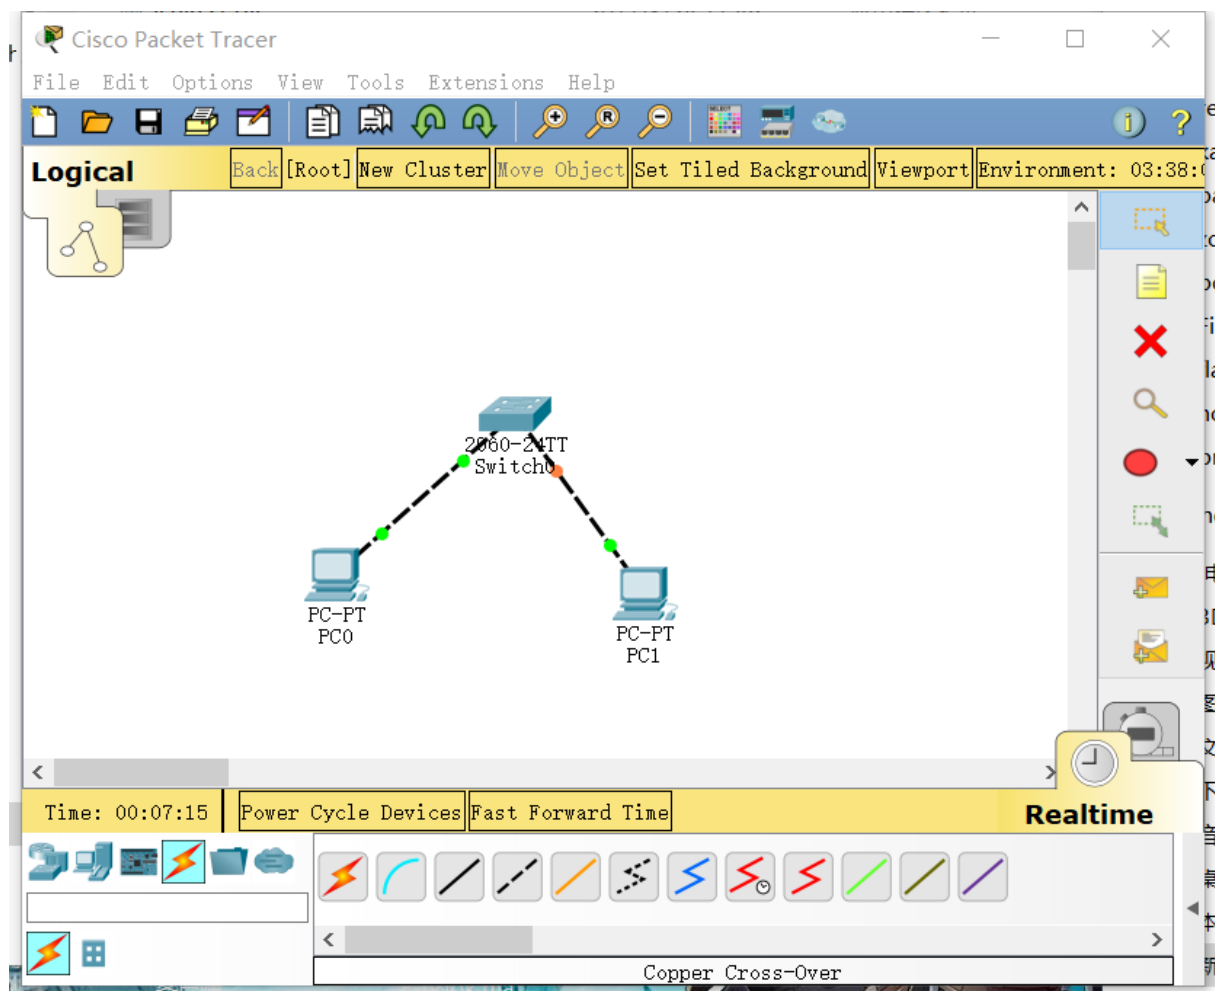 Cisco Packet Tracer
File Edit Options View Tools Extensions Help
Logical
Back [Root] New Cluster Move Object Set Tiled Background Viewport Environment: 03:38:
2960-24TT
Switch0
PC-PT
PC0
PC-PT
PC1
Time: 00:07:15 Power Cycle Devices Fast Forward Time
Realtime
Copper Cross-Over